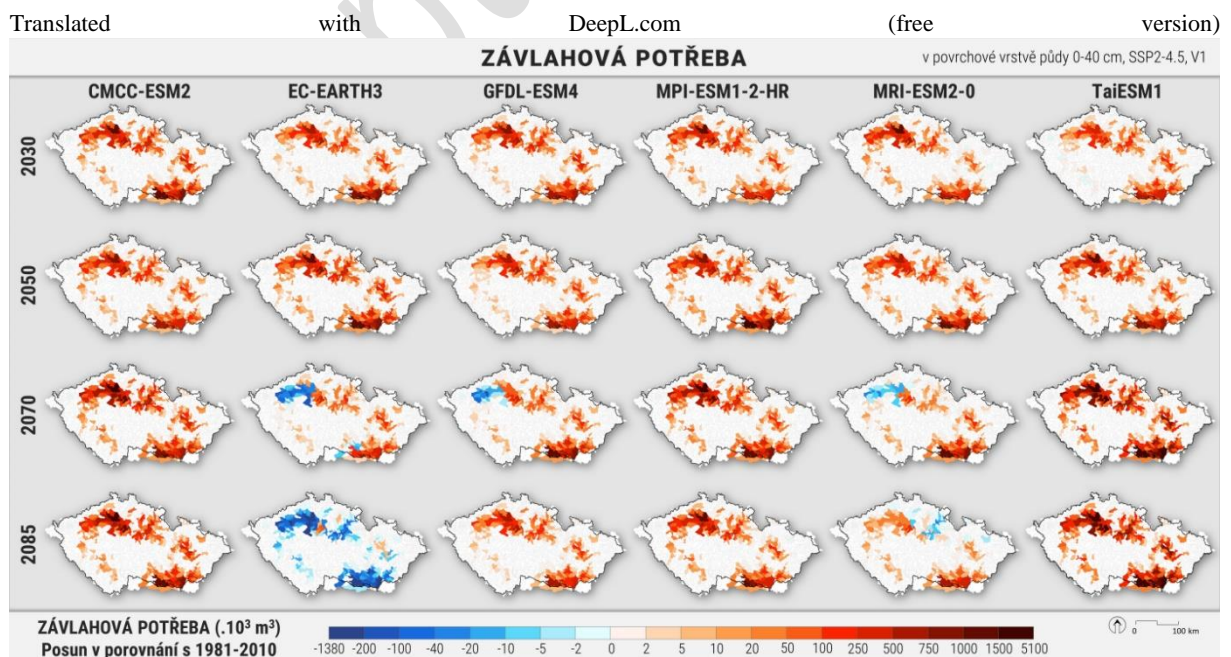 Translated with DeepL.com (free version)
ZÁVLAHOVÁ POTŘEBA
v povrchové vrstvě půdy 0-40 cm, SSP2-4.5, V1
CMCC-ESM2 EC-EARTH3 GFDL-ESM4 MPI-ESM1-2-HR MRI-ESM2-0 TaiESM1
2030
2050
2070
2085
ZÁVLAHOVÁ POTŘEBA (.10³ m³)
Posun v porovnání s 1981-2010
-1380 -200 -100 -40 -20 -10 -5 -2 0 2 5 10 20 50 100 250 500 750 1000 1500 5100
0 100 km